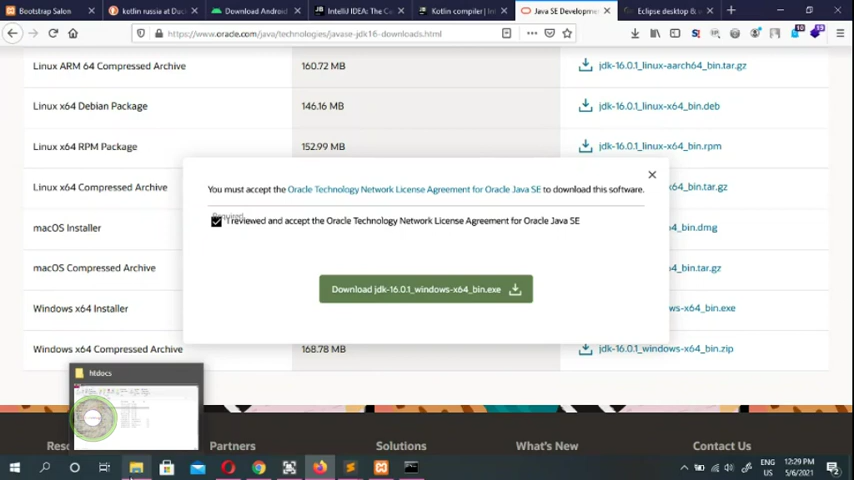 Bootstrap Salon
kotlin russia at Duck
Download Android
IntelliJ IDEA: The Ca
Kotlin compiler | Int
Java SE Developmen
Eclipse desktop &
https://www.oracle.com/java/technologies/javase-jdk16-downloads.html
Linux ARM 64 Compressed Archive 160.72 MB jdk-16.0.1_linux-aarch64_bin.tar.gz
Linux x64 Debian Package 146.16 MB jdk-16.0.1_linux-x64_bin.deb
Linux x64 RPM Package 152.99 MB jdk-16.0.1_linux-x64_bin.rpm
You must accept the Oracle Technology Network License Agreement for Oracle Java SE to download this software.
Linux x64 Compressed Archive -x64_bin.tar.gz
Required
I reviewed and accept the Oracle Technology Network License Agreement for Oracle Java SE
macOS Installer _bin.dmg
macOS Compressed Archive _bin.tar.gz
Download jdk-16.0.1_windows-x64_bin.exe
Windows x64 Installer ws-x64_bin.exe
Windows x64 Compressed Archive 168.78 MB jdk-16.0.1_windows-x64_bin.zip
htdocs
Reso Partners Solutions What's New Contact Us
ENG 12:29 PM
US 5/6/2021